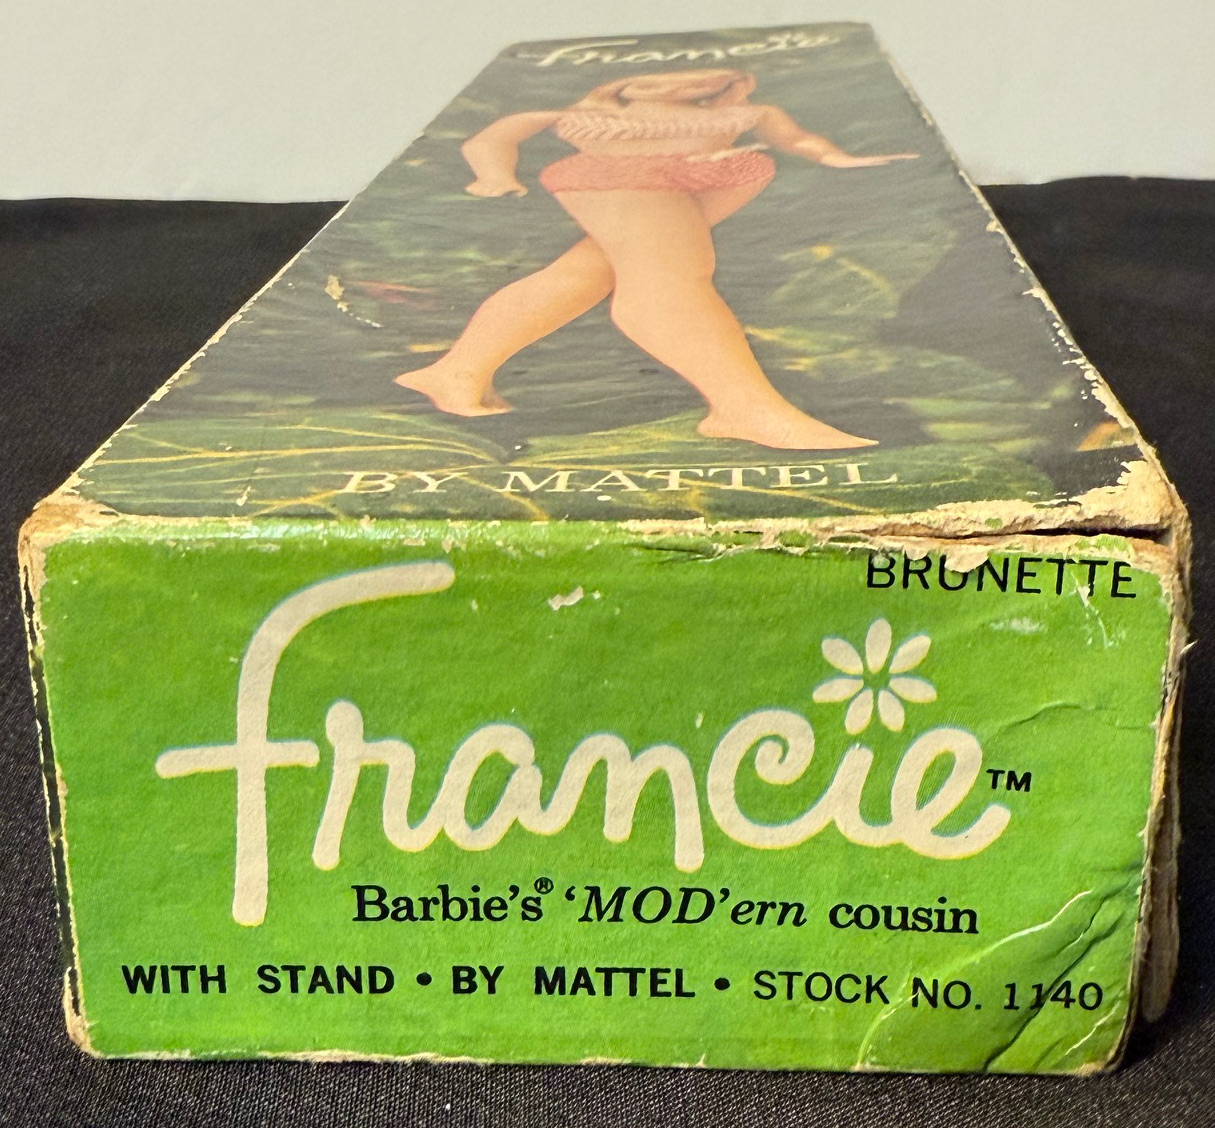 Francie
BY MATTEL
BRUNETTE
Francie™
Barbie's® 'MOD'ern cousin
WITH STAND • BY MATTEL • STOCK NO. 1140